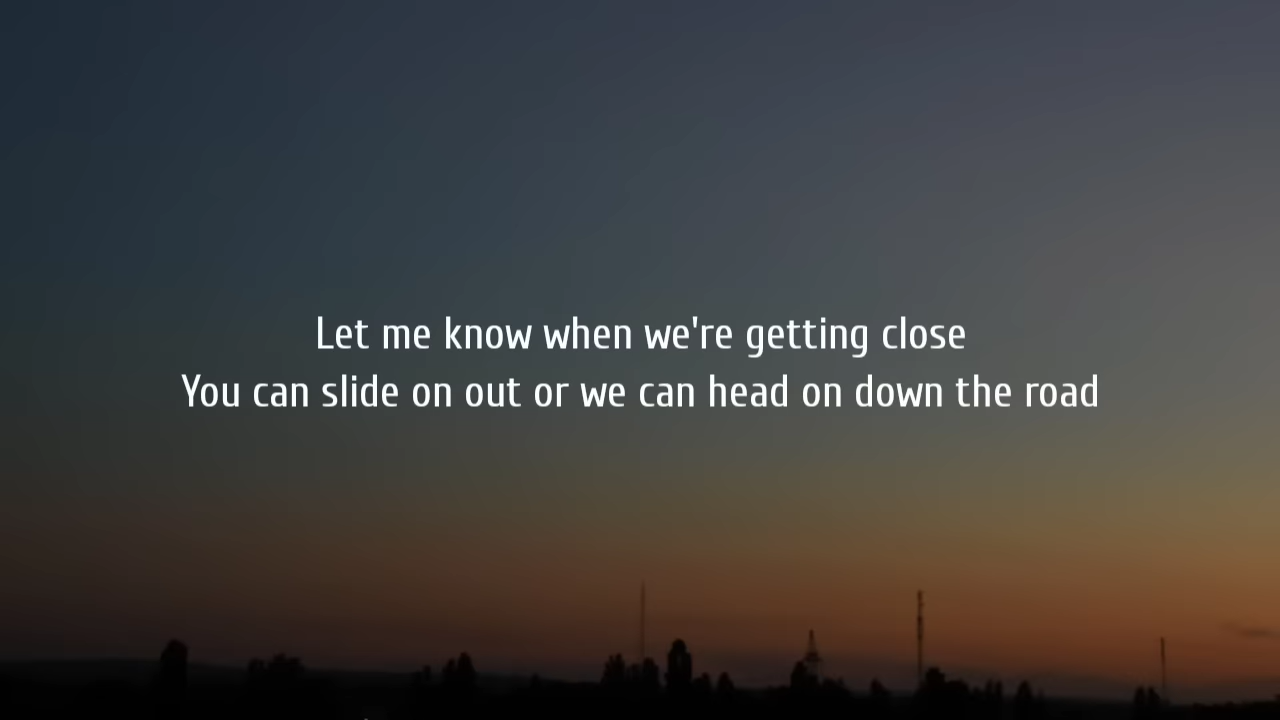 Let me know when we're getting close
You can slide on out or we can head on down the road